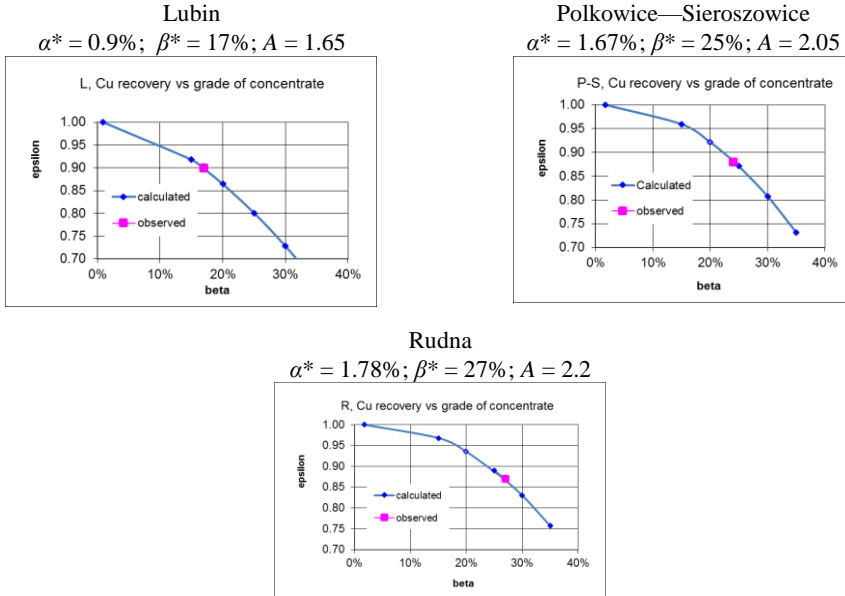 Lubin
α* = 0.9%; β* = 17%; A = 1.65
L, Cu recovery vs grade of concentrate
1.00
0.95
0.90
0.85
0.80
0.75
0.70
epsilon
calculated
observed
0% 10% 20% 30% 40%
beta
Polkowice—Sieroszowice
α* = 1.67%; β* = 25%; A = 2.05
P-S, Cu recovery vs grade of concentrate
1.00
0.95
0.90
0.85
0.80
0.75
0.70
epsilon
Calculated
observed
0% 10% 20% 30% 40%
beta
Rudna
α* = 1.78%; β* = 27%; A = 2.2
R, Cu recovery vs grade of concentrate
1.00
0.95
0.90
0.85
0.80
0.75
0.70
epsilon
calculated
observed
0% 10% 20% 30% 40%
beta